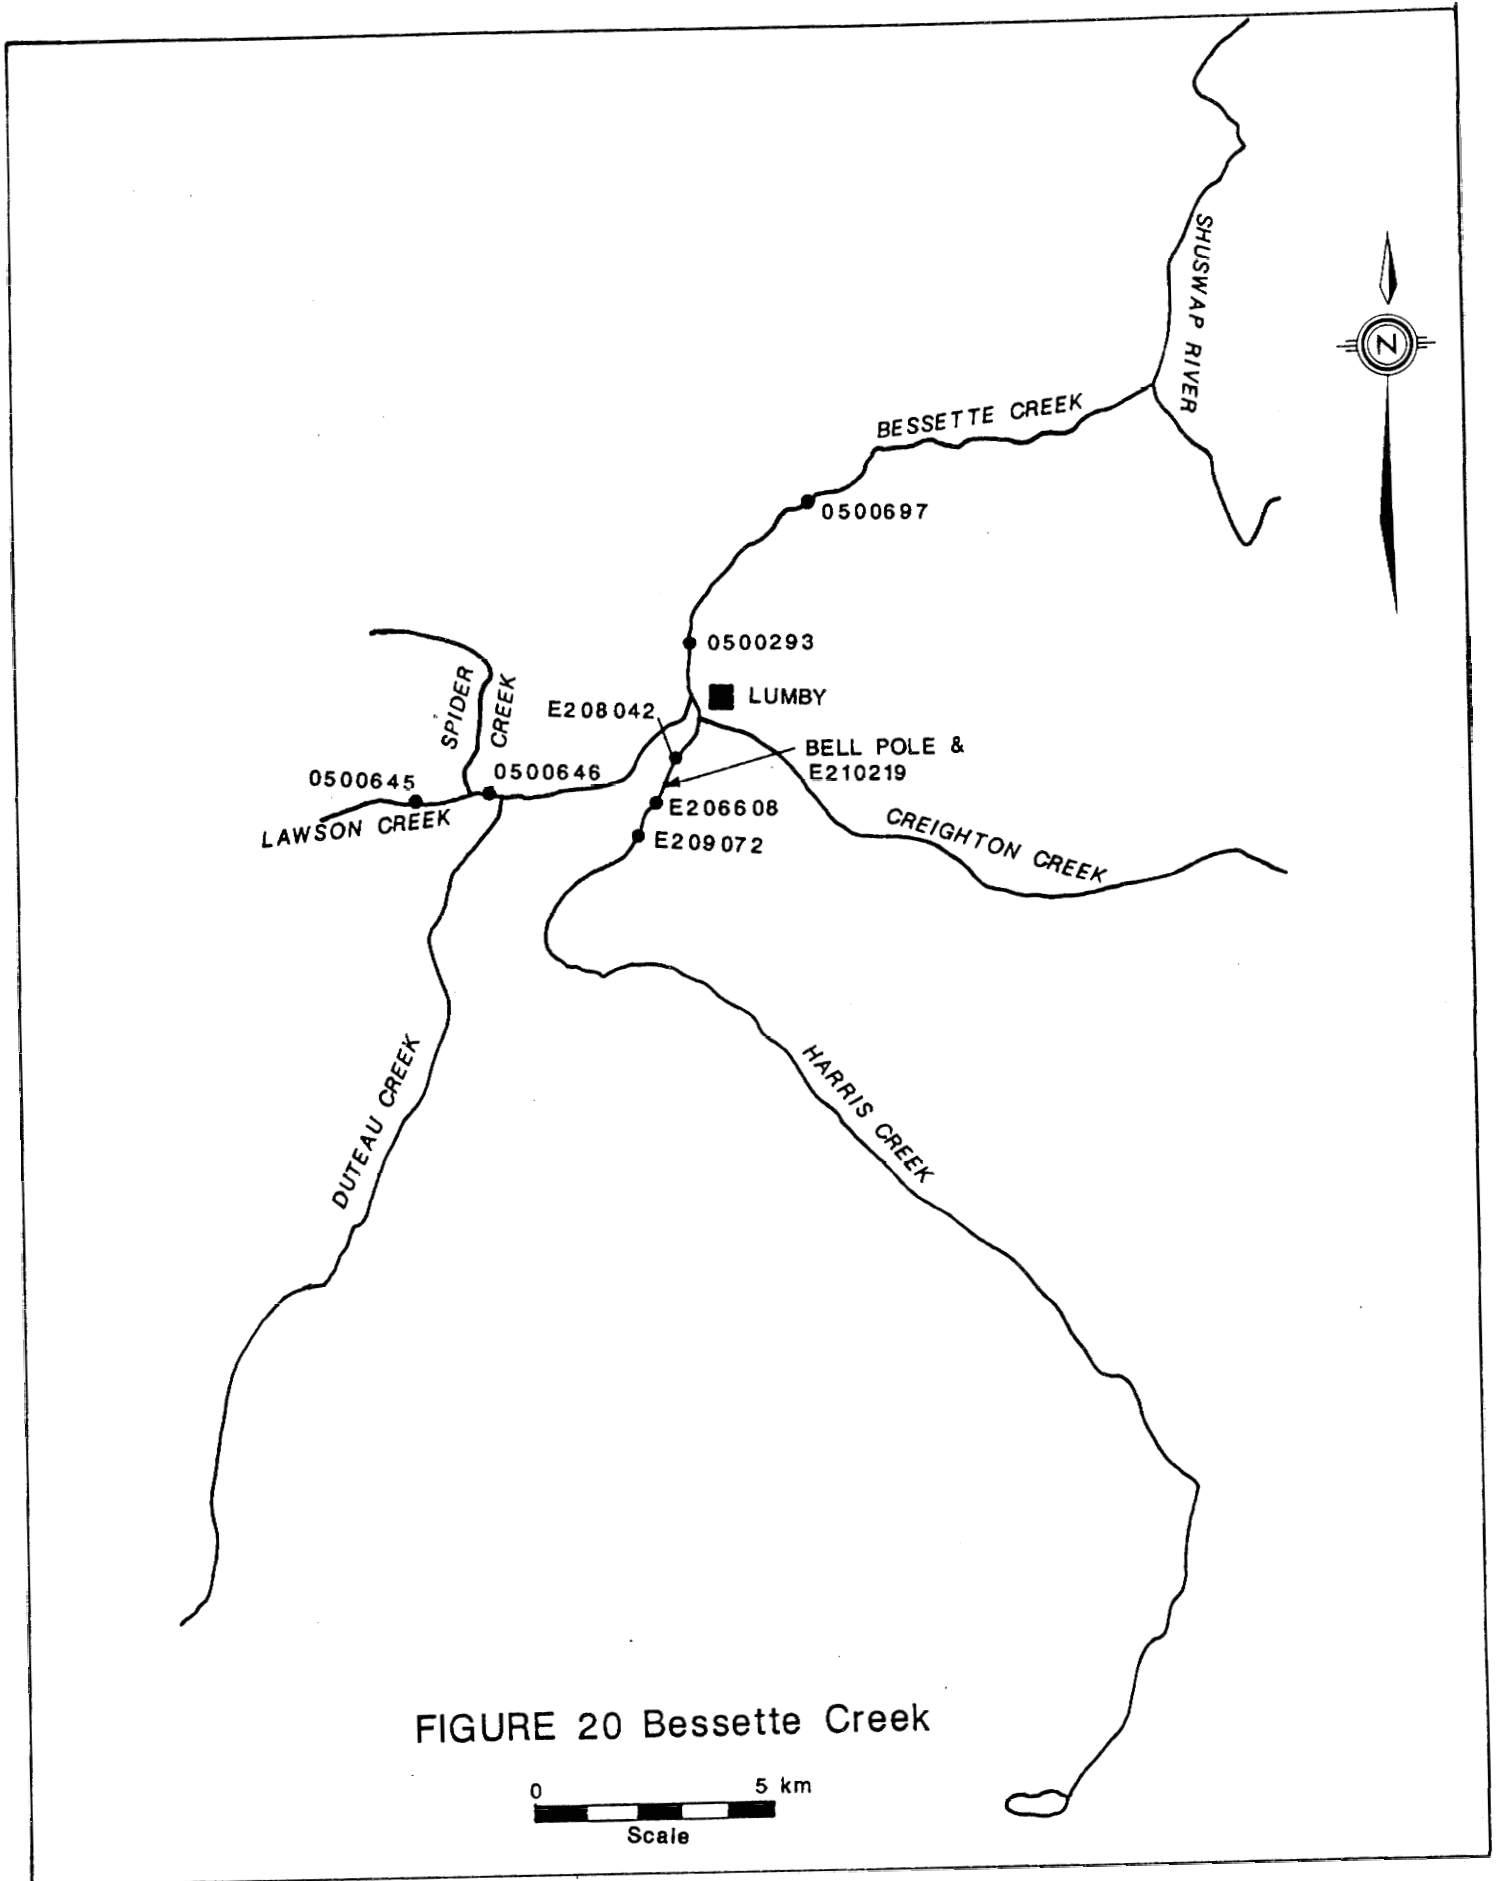 SHUSWAP RIVER
N
BESSETTE CREEK
0500697
0500293
LUMBY
E208042
SPIDER
CREEK
BELL POLE &
E210219
0500645
0500646
E206608
LAWSON CREEK
E209072
CREIGHTON CREEK
HARRIS CREEK
DUTEAU CREEK
FIGURE 20 Bessette Creek
0 5 km
Scale